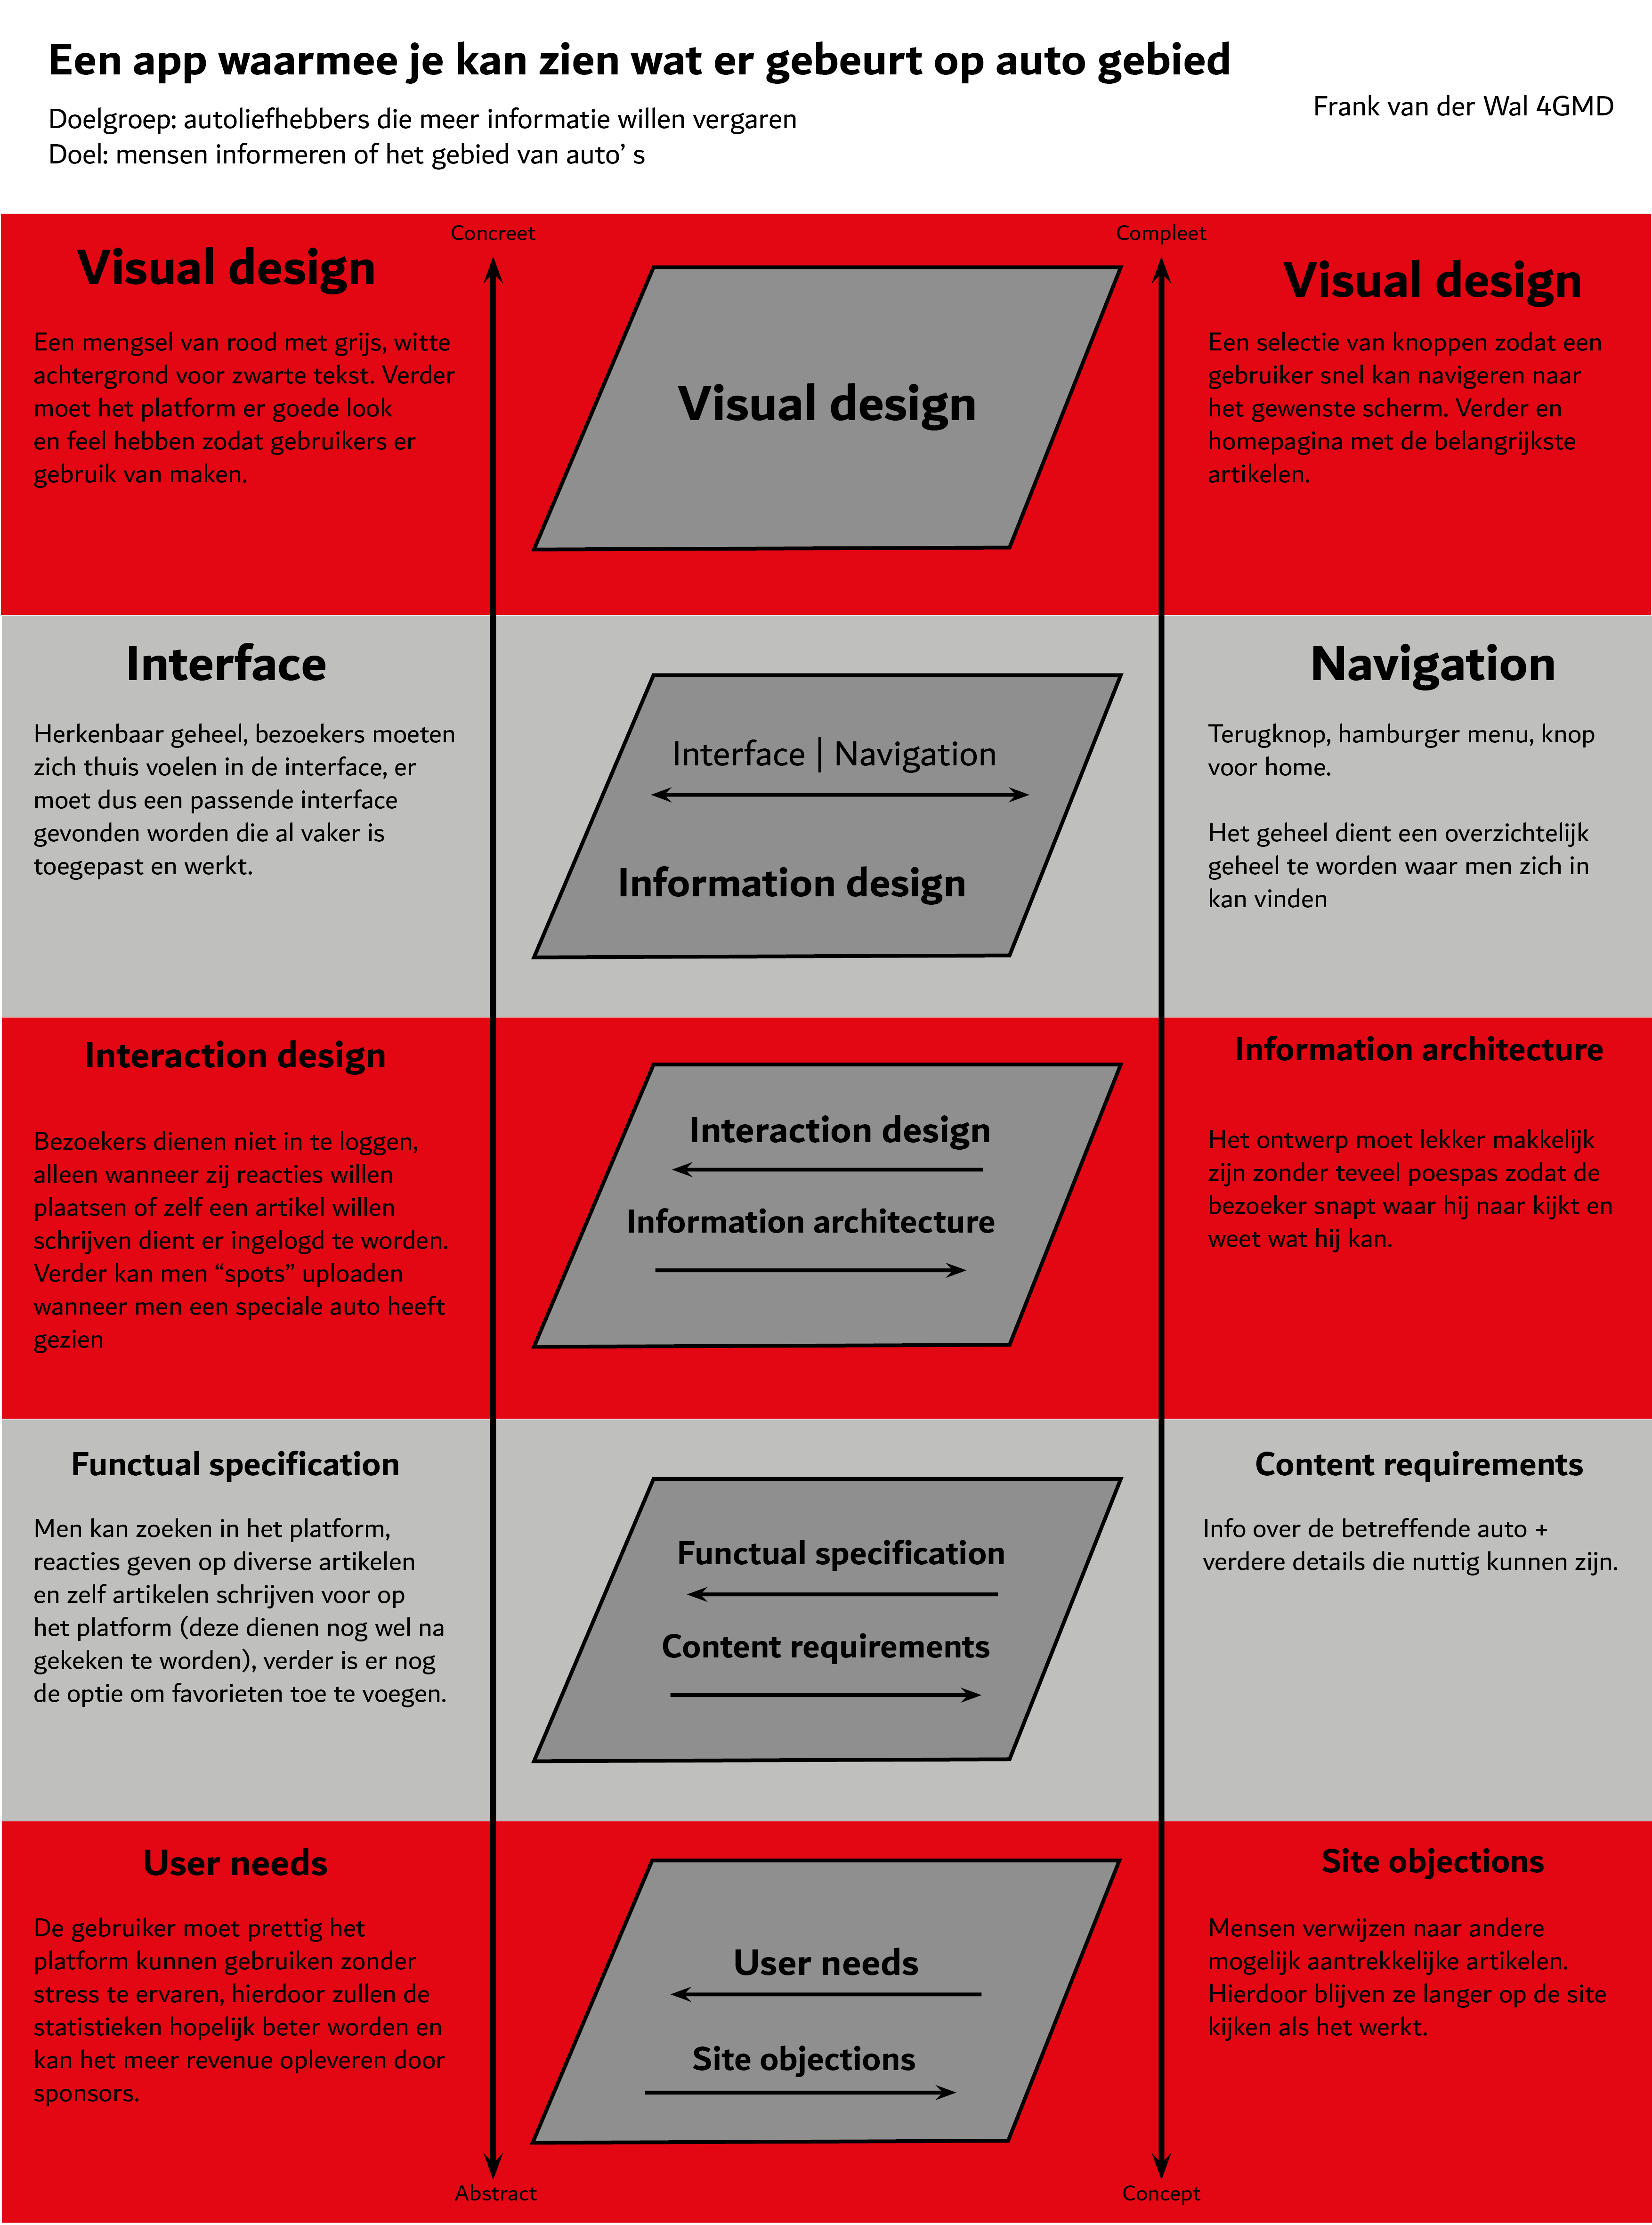 Een app waarmee je kan zien wat er gebeurt op auto gebied
Doelgroep: autoliefhebbers die meer informatie willen vergaren
Doel: mensen informeren of het gebied van auto’ s
Frank van der Wal 4GMD
Concreet
Compleet
Visual design
Een mengsel van rood met grijs, witte
achtergrond voor zwarte tekst. Verder
moet het platform er goede look
en feel hebben zodat gebruikers er
gebruik van maken.
Visual design
Visual design
Een selectie van knoppen zodat een
gebruiker snel kan navigeren naar
het gewenste scherm. Verder en
homepagina met de belangrijkste
artikelen.
Interface
Herkenbaar geheel, bezoekers moeten
zich thuis voelen in de interface, er
moet dus een passende interface
gevonden worden die al vaker is
toegepast en werkt.
Interface | Navigation
Information design
Navigation
Terugknop, hamburger menu, knop
voor home.
Het geheel dient een overzichtelijk
geheel te worden waar men zich in
kan vinden
Interaction design
Bezoekers dienen niet in te loggen,
alleen wanneer zij reacties willen
plaatsen of zelf een artikel willen
schrijven dient er ingelogd te worden.
Verder kan men “spots” uploaden
wanneer men een speciale auto heeft
gezien
Interaction design
Information architecture
Information architecture
Het ontwerp moet lekker makkelijk
zijn zonder teveel poespas zodat de
bezoeker snapt waar hij naar kijkt en
weet wat hij kan.
Functual specification
Men kan zoeken in het platform,
reacties geven op diverse artikelen
en zelf artikelen schrijven voor op
het platform (deze dienen nog wel na
gekeken te worden), verder is er nog
de optie om favorieten toe te voegen.
Functual specification
Content requirements
Content requirements
Info over de betreffende auto +
verdere details die nuttig kunnen zijn.
User needs
De gebruiker moet prettig het
platform kunnen gebruiken zonder
stress te ervaren, hierdoor zullen de
statistieken hopelijk beter worden en
kan het meer revenue opleveren door
sponsors.
User needs
Site objections
Site objections
Mensen verwijzen naar andere
mogelijk aantrekkelijke artikelen.
Hierdoor blijven ze langer op de site
kijken als het werkt.
Abstract
Concept